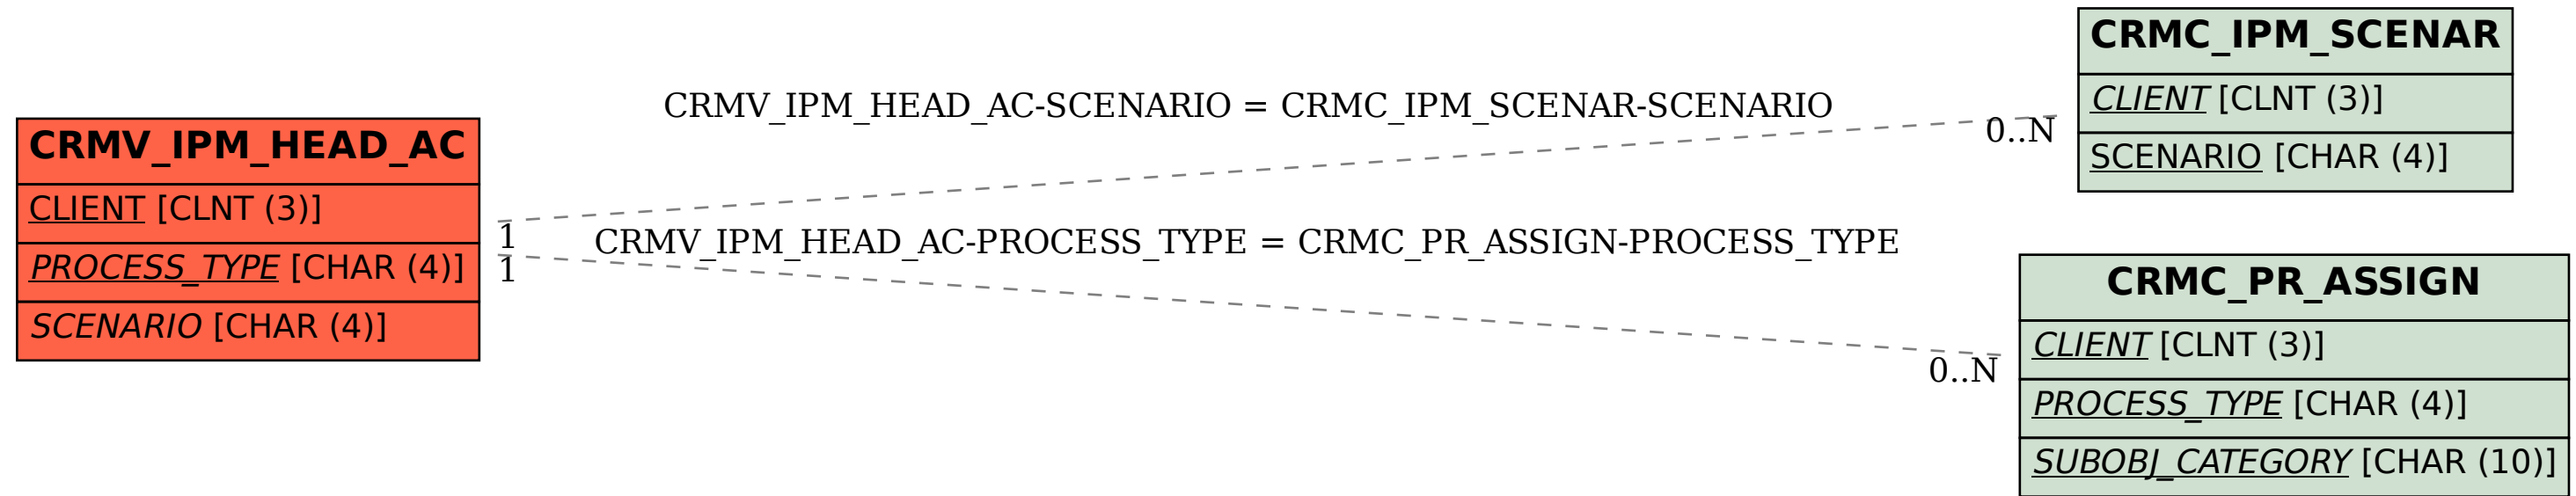 CRMV_IPM_HEAD_AC
CLIENT [CLNT (3)]
PROCESS_TYPE [CHAR (4)]
SCENARIO [CHAR (4)]
CRMV_IPM_HEAD_AC-SCENARIO = CRMC_IPM_SCENAR-SCENARIO
0..N
1
CRMV_IPM_HEAD_AC-PROCESS_TYPE = CRMC_PR_ASSIGN-PROCESS_TYPE
1
0..N
CRMC_IPM_SCENAR
CLIENT [CLNT (3)]
SCENARIO [CHAR (4)]
CRMC_PR_ASSIGN
CLIENT [CLNT (3)]
PROCESS_TYPE [CHAR (4)]
SUBOBJ_CATEGORY [CHAR (10)]